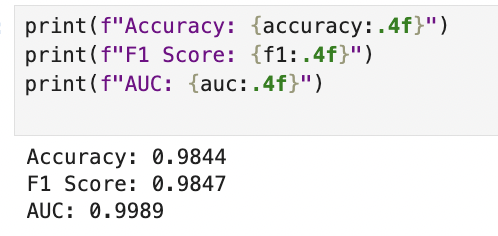 print(f"Accuracy: {accuracy:.4f}")
print(f"F1 Score: {f1:.4f}")
print(f"AUC: {auc:.4f}")
Accuracy: 0.9844
F1 Score: 0.9847
AUC: 0.9989